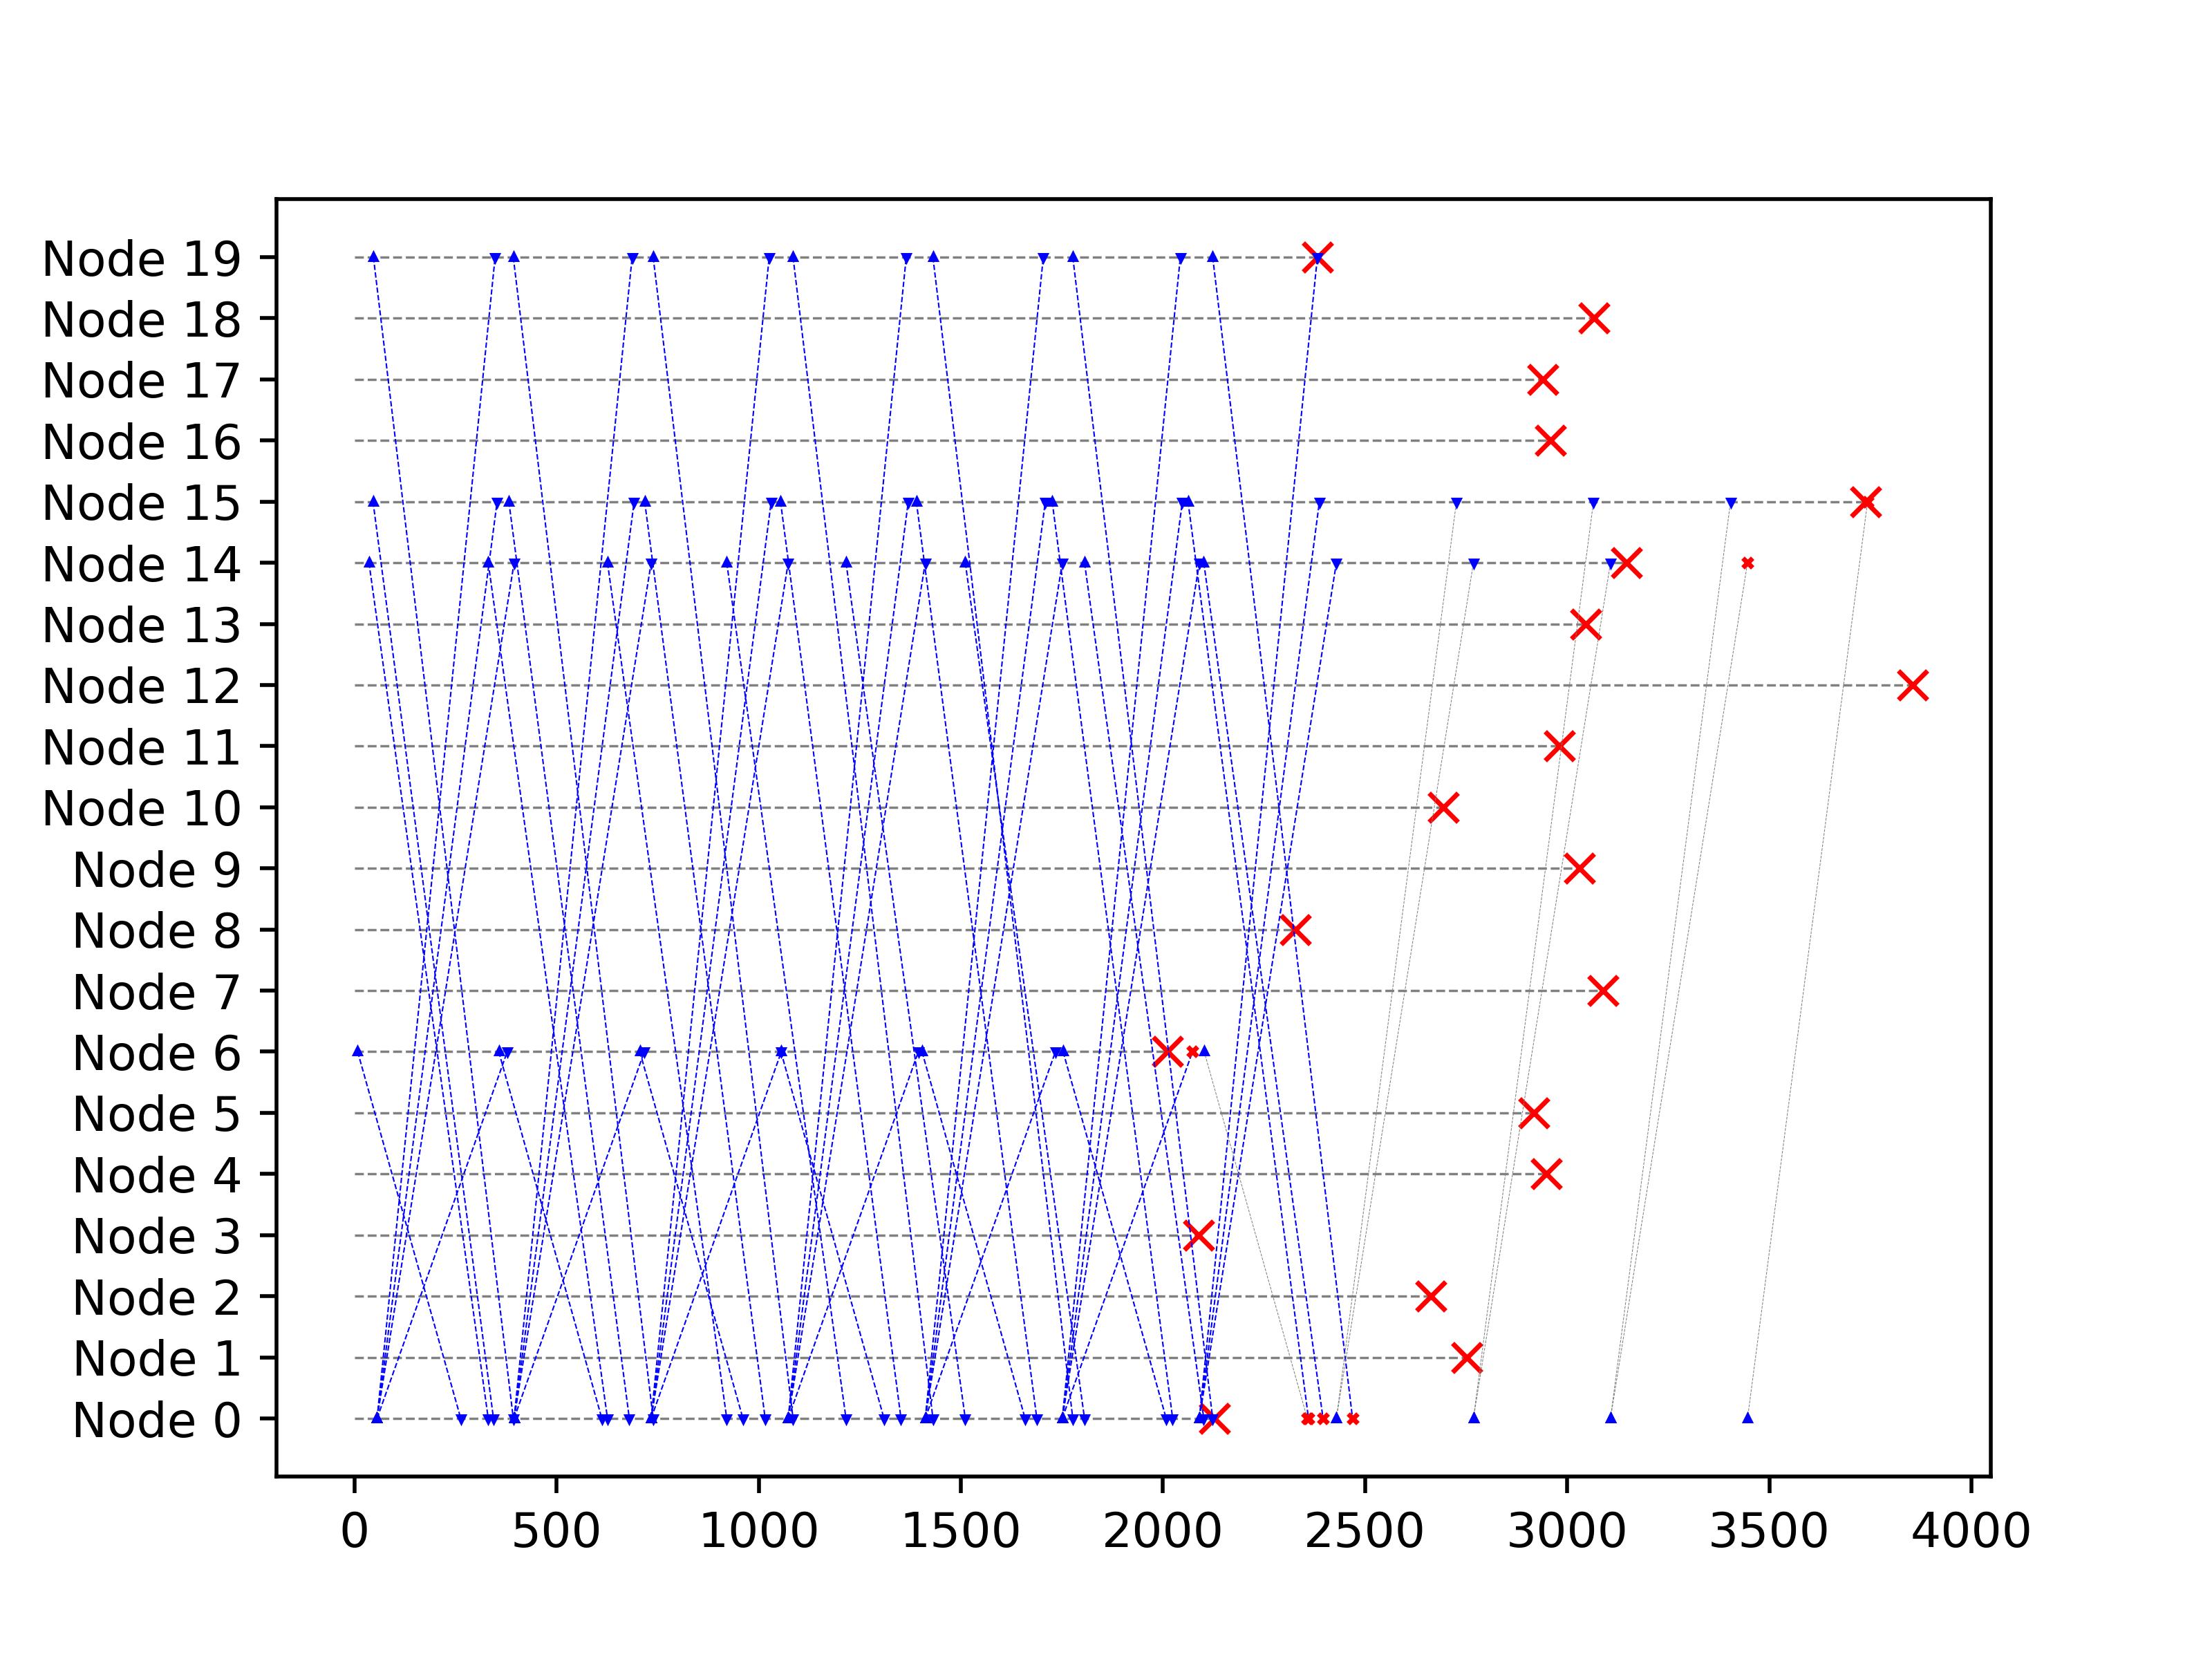 Node 19
Node 18
Node 17
Node 16
Node 15
Node 14
Node 13
Node 12
Node 11
Node 10
Node 9
Node 8
Node 7
Node 6
Node 5
Node 4
Node 3
Node 2
Node 1
Node 0
0 500 1000 1500 2000 2500 3000 3500 4000